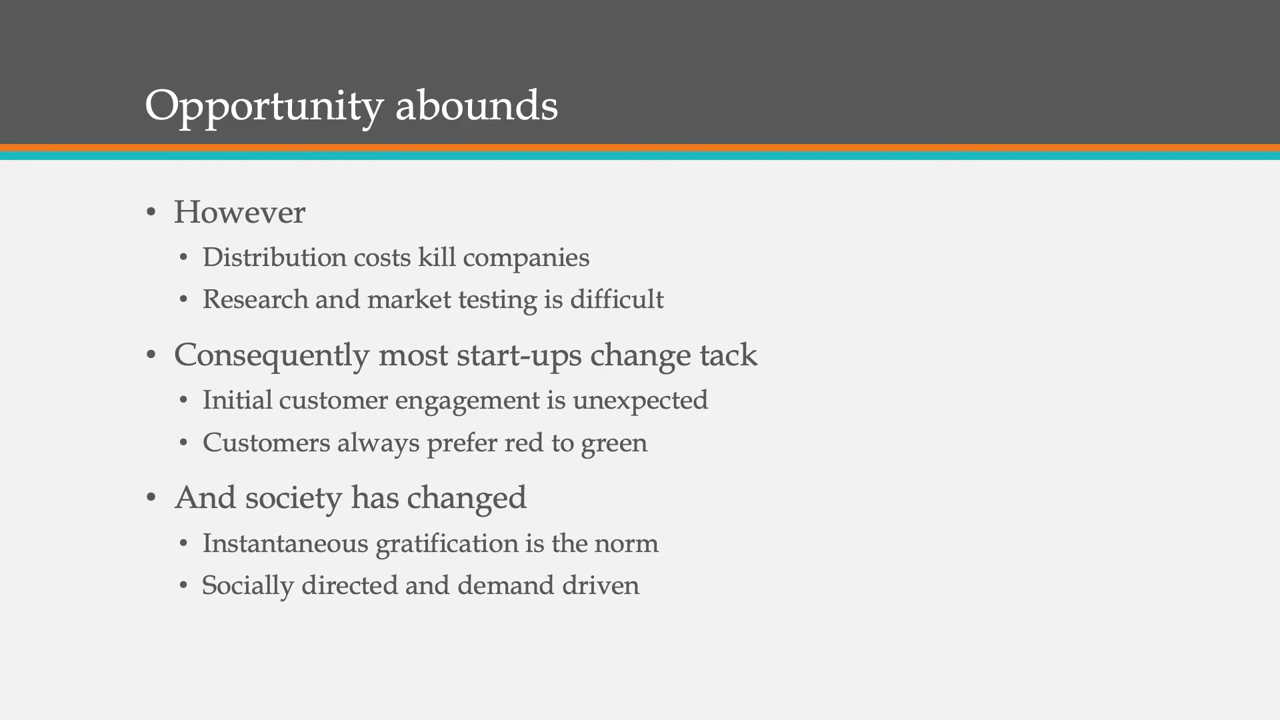 Opportunity abounds
• However
• Distribution costs kill companies
• Research and market testing is difficult
• Consequently most start-ups change tack
• Initial customer engagement is unexpected
• Customers always prefer red to green
• And society has changed
• Instantaneous gratification is the norm
• Socially directed and demand driven